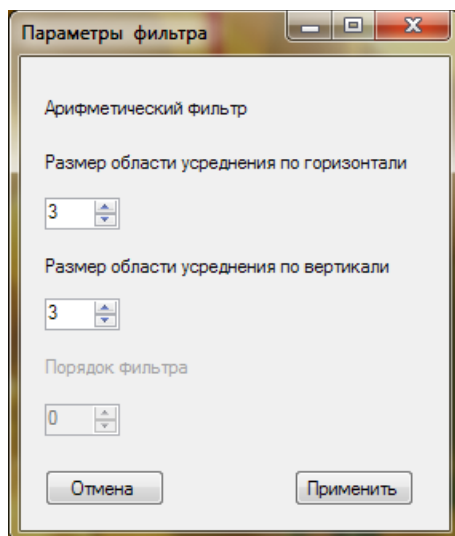 Параметры фильтра
Арифметический фильтр
Размер области усреднения по горизонтали
3
Размер области усреднения по вертикали
3
Порядок фильтра
0
Отмена Применить